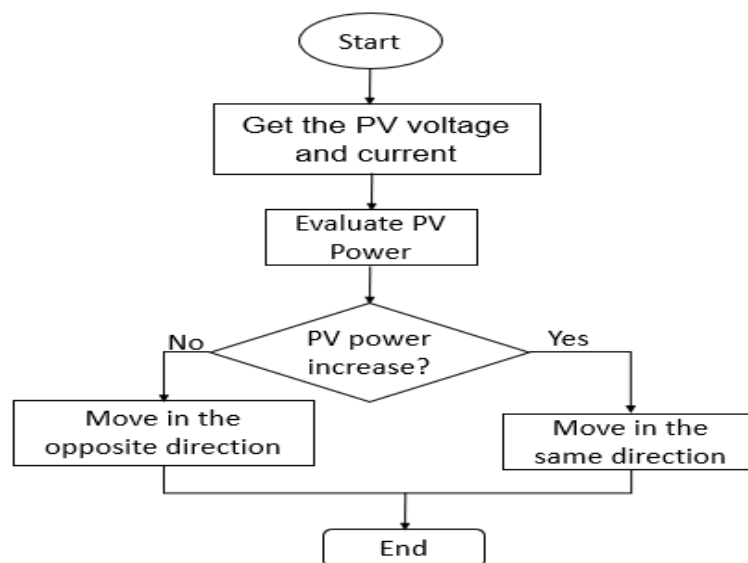 Start
Get the PV voltage
and current
Evaluate PV
Power
PV power
increase?
No
Yes
Move in the
opposite direction
Move in the
same direction
End